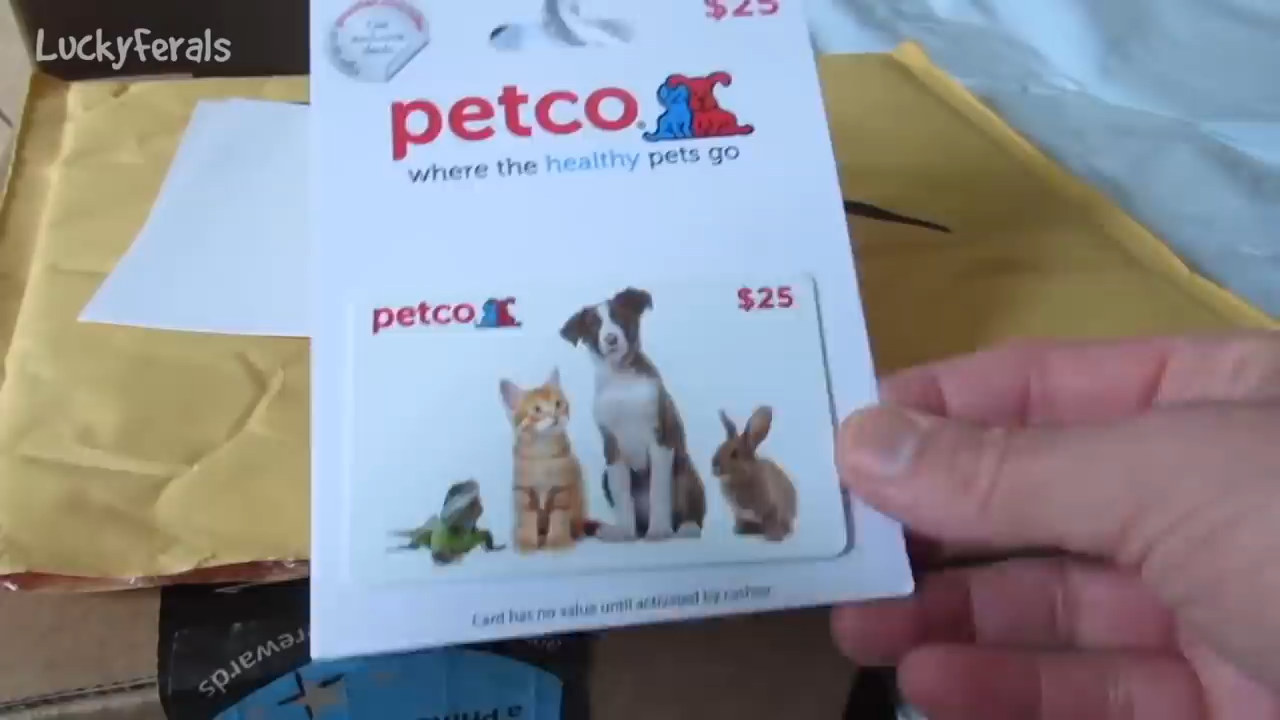 LuckyFerals
$25
petco
where the healthy pets go
petco
$25
Card has no value until activated by cashier
rewards
a PRIM